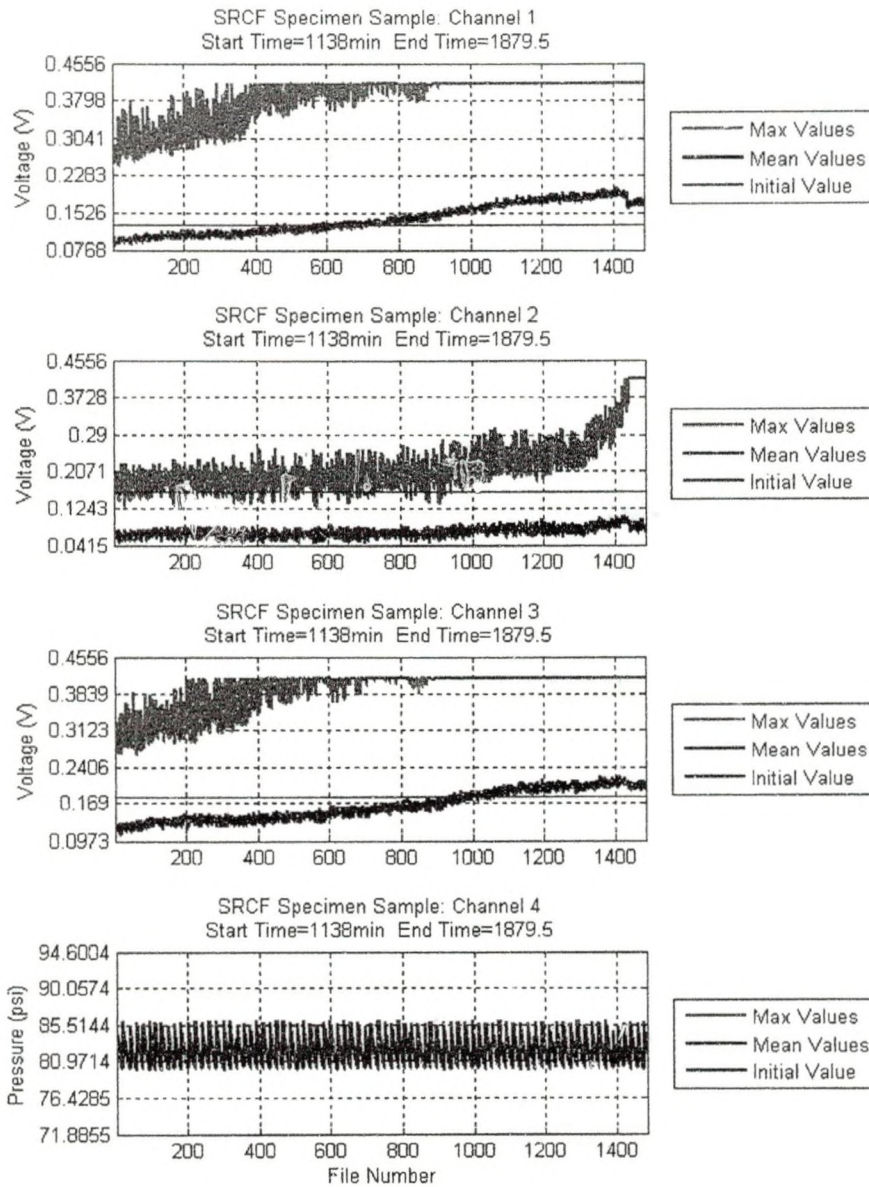 SRCF Specimen Sample: Channel 1
Start Time=1138min End Time=1879.5
0.4556
0.3798
0.3041
0.2283
0.1526
0.0768
Voltage (V)
200 400 600 800 1000 1200 1400
Max Values
Mean Values
Initial Value
SRCF Specimen Sample: Channel 2
Start Time=1138min End Time=1879.5
0.4556
0.3728
0.29
0.2071
0.1243
0.0415
Voltage (V)
200 400 600 800 1000 1200 1400
Max Values
Mean Values
Initial Value
SRCF Specimen Sample: Channel 3
Start Time=1138min End Time=1879.5
0.4556
0.3839
0.3123
0.2406
0.169
0.0973
Voltage (V)
200 400 600 800 1000 1200 1400
Max Values
Mean Values
Initial Value
SRCF Specimen Sample: Channel 4
Start Time=1138min End Time=1879.5
94.6004
90.0574
85.5144
80.9714
76.4285
71.8855
Pressure (psi)
200 400 600 800 1000 1200 1400
File Number
Max Values
Mean Values
Initial Value